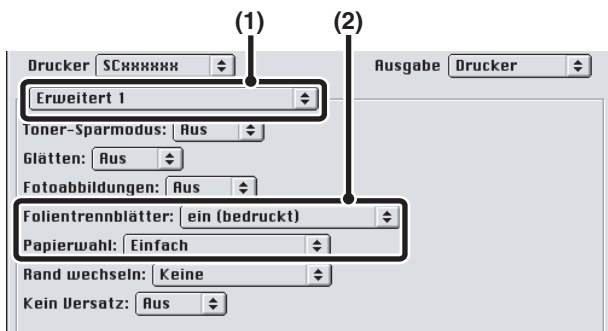 (1) (2)
Drucker SCxxxxxx Ausgabe Drucker
Erweitert 1
Toner-Sparmodus: Aus
Glätten: Aus
Fotoabbildungen: Aus
Folientrennblätter: ein (bedruckt)
Papierwahl: Einfach
Rand wechseln: Keine
Kein Versatz: Aus